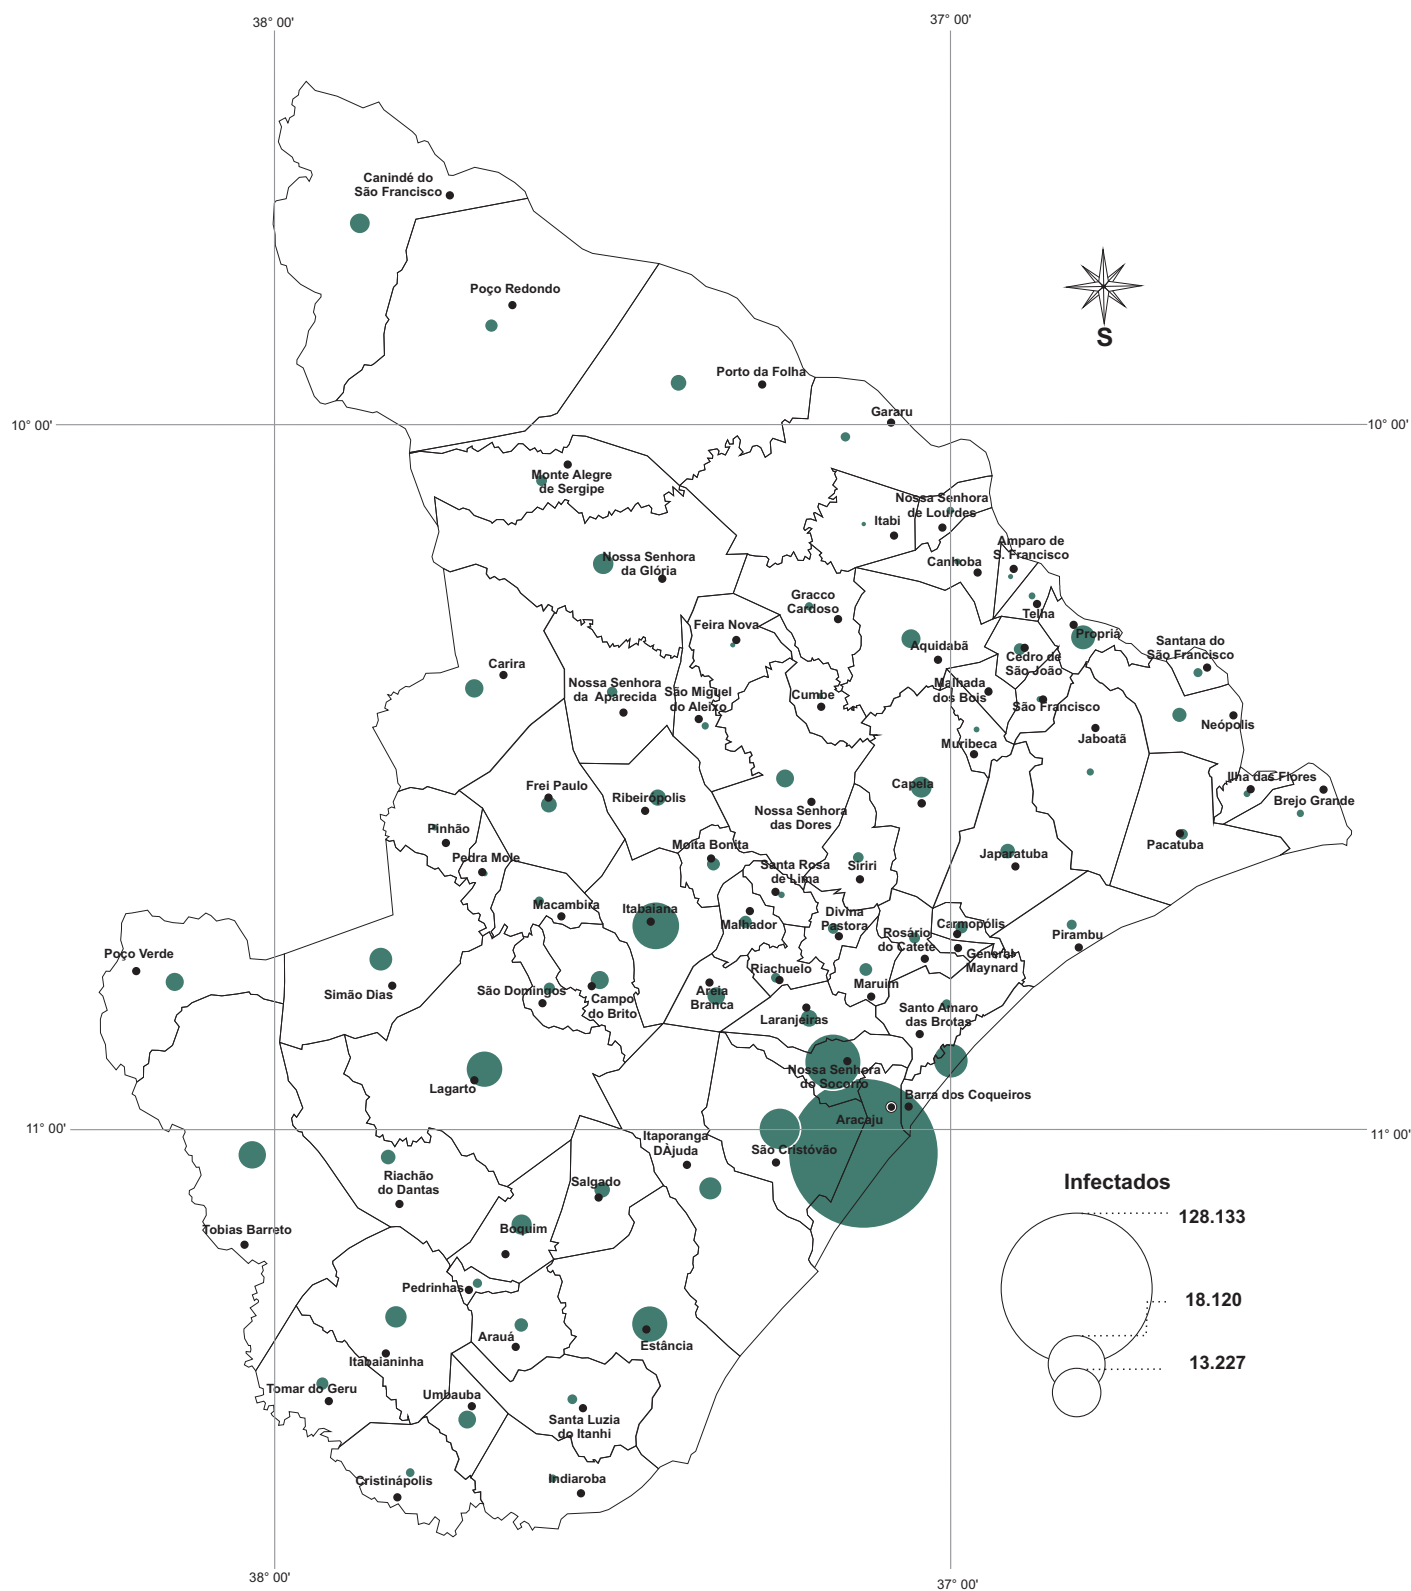 38° 00'
37° 00'
Canindé do
São Francisco
Poço Redondo
S
Porto da Folha
Gararu
10° 00'
10° 00'
Monte Alegre
de Sergipe
Nossa Senhora
de Lourdes
Itabi
Amparo de
S. Francisco
Nossa Senhora
da Glória
Canhoba
Gracco
Cardoso
Telha
Feira Nova
Propriá
Santana do
São Francisco
Aquidabã
Cedro de
São João
Carira
Nossa Senhora
da Aparecida
São Miguel
do Aleixo
Cumbe
Malhada
dos Bois
São Francisco
Neópolis
Jaboatã
Muribeca
Ilha das Flores
Brejo Grande
Frei Paulo
Ribeirópolis
Capela
Nossa Senhora
das Dores
Pinhão
Pedra Mole
Moita Bonita
Santa Rosa
de Lima
Siriri
Japaratuba
Pacatuba
Macambira
Itabaiana
Malhador
Divina
Pastora
Rosário
do Catete
Carmopólis
Pirambu
General
Maynard
Poço Verde
Simão Dias
São Domingos
Campo
do Brito
Areia
Branca
Riachuelo
Maruim
Laranjeiras
Santo Amaro
das Brotas
Lagarto
Nossa Senhora
do Socorro
Barra dos Coqueiros
Aracaju
11° 00'
11° 00'
Itaporanga
DÀjuda
São Cristóvão
Riachão
do Dantas
Salgado
Infectados
128.133
18.120
13.227
Tobias Barreto
Boquim
Pedrinhas
Arauá
Estância
Itabaianinha
Tomar do Geru
Umbauba
Santa Luzia
do Itanhi
Cristinápolis
Indiaroba
38° 00'
37° 00'